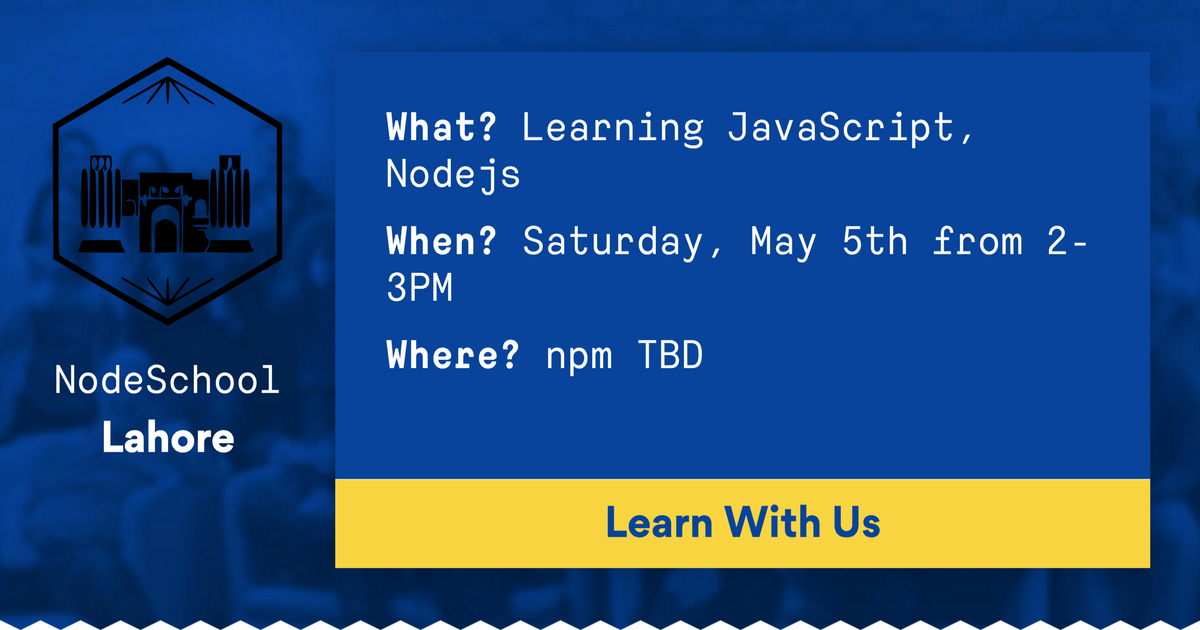 NodeSchool
Lahore
What? Learning JavaScript,
Nodejs
When? Saturday, May 5th from 2-
3PM
Where? npm TBD
Learn With Us